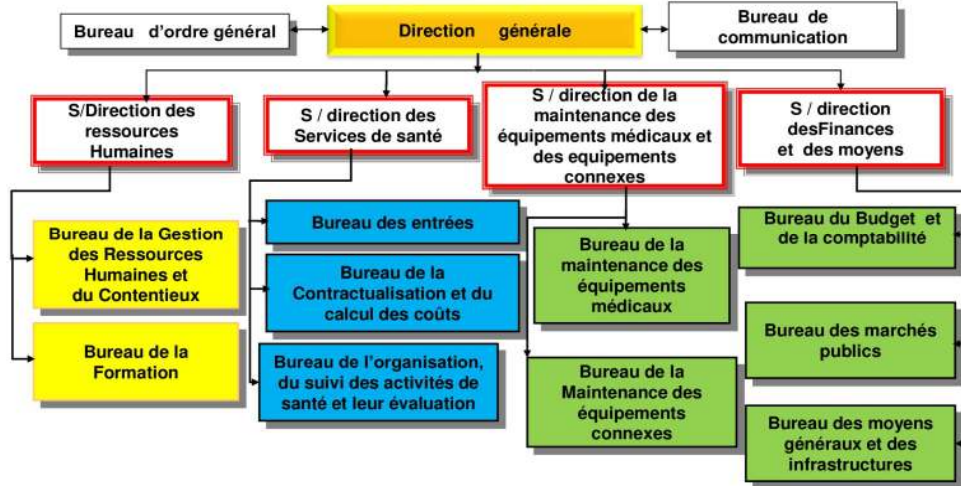 Bureau d'ordre général
Direction générale
Bureau de
communication
S/Direction des
ressources
Humaines
S / direction des
Services de santé
S / direction de la
maintenance des
équipements médicaux et
des equipements
connexes
S / direction
desFinances
et des moyens
Bureau de la Gestion
des Ressources
Humaines et
du Contentieux
Bureau de la
Formation
Bureau des entrées
Bureau de la
Contractualisation et du
calcul des coûts
Bureau de l'organisation,
du suivi des activités de
santé et leur évaluation
Bureau de la
maintenance des
équipements
médicaux
Bureau de la
Maintenance des
équipements
connexes
Bureau du Budget et
de la comptabilité
Bureau des marchés
publics
Bureau des moyens
généraux et des
infrastructures